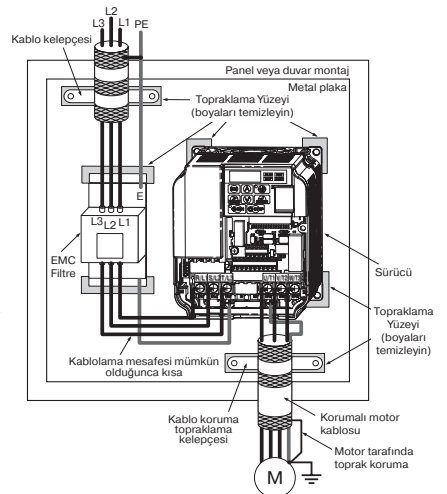 L2
L3 L1 PE
Kablo kelepçesi
Panel veya duvar montaj
Metal plaka
Topraklama Yüzeyi
(boyaları temizleyin)
E
L3 L2 L1
EMC
Filtre
Sürücü
Topraklama
Yüzeyi
(boyaları
temizleyin)
Kablolama mesafesi mümkün
olduğunca kısa
Kablo koruma
topraklama
kelepçesi
Korumalı motor
kablosu
Motor tarafında
toprak koruma
M